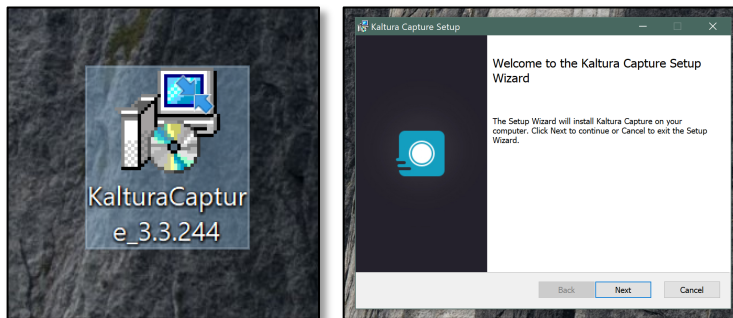 KalturaCaptur
e_3.3.244
Kaltura Capture Setup
Welcome to the Kaltura Capture Setup
Wizard
The Setup Wizard will install Kaltura Capture on your
computer. Click Next to continue or Cancel to exit the Setup
Wizard.
Back
Next
Cancel